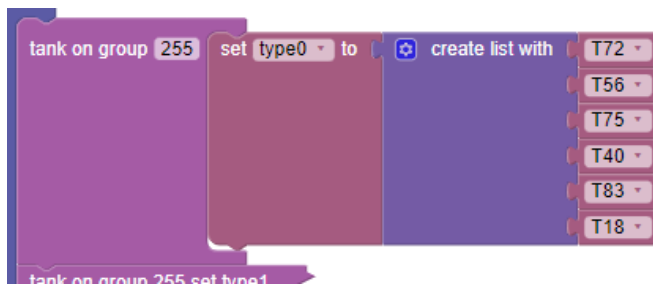 tank on group 255 set type0 to create list with T72
T56
T75
T40
T83
T18
tank on group 255 set type1